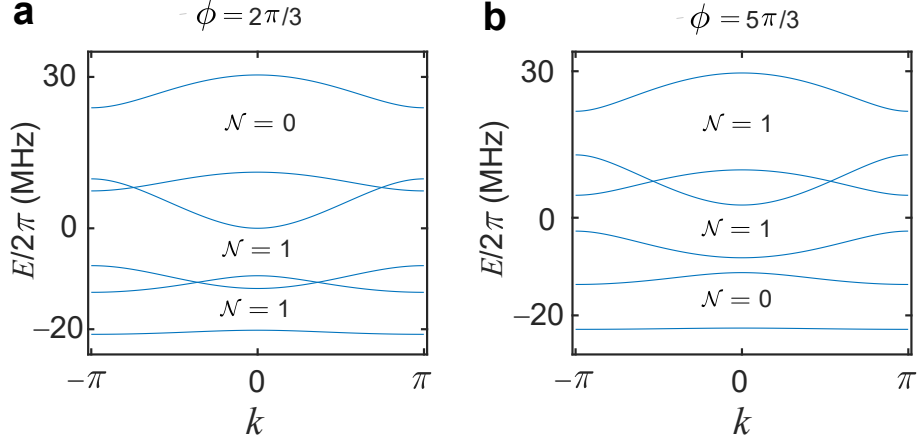 a
ϕ = 2π/3
30
0
−20
E/2π (MHz)
𝒩 = 0
𝒩 = 1
𝒩 = 1
−π
0
π
k
b
ϕ = 5π/3
30
0
−20
E/2π (MHz)
𝒩 = 1
𝒩 = 1
𝒩 = 0
−π
0
π
k